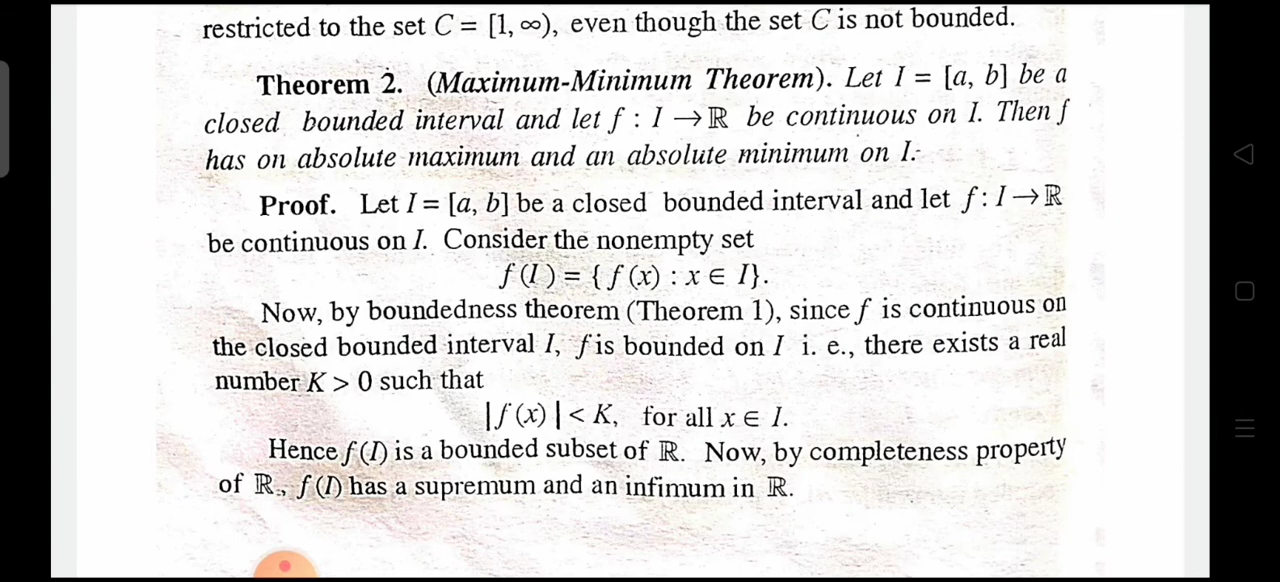 restricted to the set C = [1, ∞), even though the set C is not bounded.
Theorem 2. (Maximum-Minimum Theorem). Let I = [a, b] be a
closed bounded interval and let f : I → ℝ be continuous on I. Then f
has on absolute maximum and an absolute minimum on I.
Proof. Let I = [a, b] be a closed bounded interval and let f : I → ℝ
be continuous on I. Consider the nonempty set
f (I) = { f (x) : x ∈ I}.
Now, by boundedness theorem (Theorem 1), since f is continuous on
the closed bounded interval I, f is bounded on I i. e., there exists a real
number K > 0 such that
|f (x) | < K, for all x ∈ I.
Hence f (I) is a bounded subset of ℝ. Now, by completeness property
of ℝ, f (I) has a supremum and an infimum in ℝ.